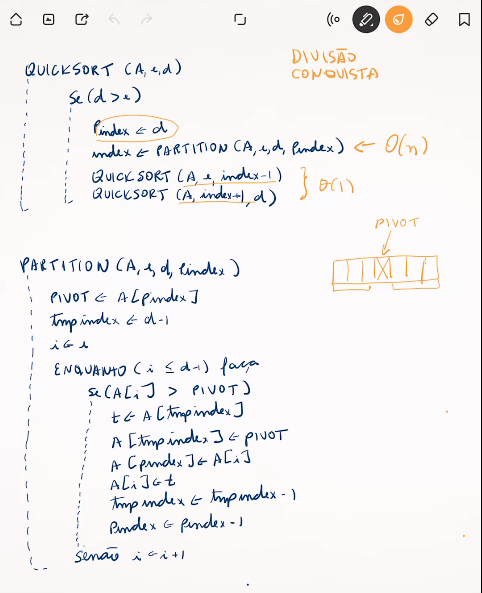 DIVISÃO
CONQUISTA
QUICKSORT (A, e, d)
Se (d > e)
Pindex ← d
index ← PARTITION (A, e, d, Pindex) ← O(n)
QUICKSORT (A, e, index-1)
QUICKSORT (A, index+1, d)
} Θ(1)
PIVOT
PARTITION (A, e, d, Pindex)
PIVOT ← A[pindex]
tmpindex ← d-1
i ← e
ENQUANTO (i ≤ d-1) faça
Se (A[i] > PIVOT)
t ← A[tmpindex]
A[tmpindex] ← PIVOT
A[pindex] ← A[i]
A[i] ← t
tmpindex ← tmpindex - 1
Pindex ← Pindex - 1
Senão i ← i+1